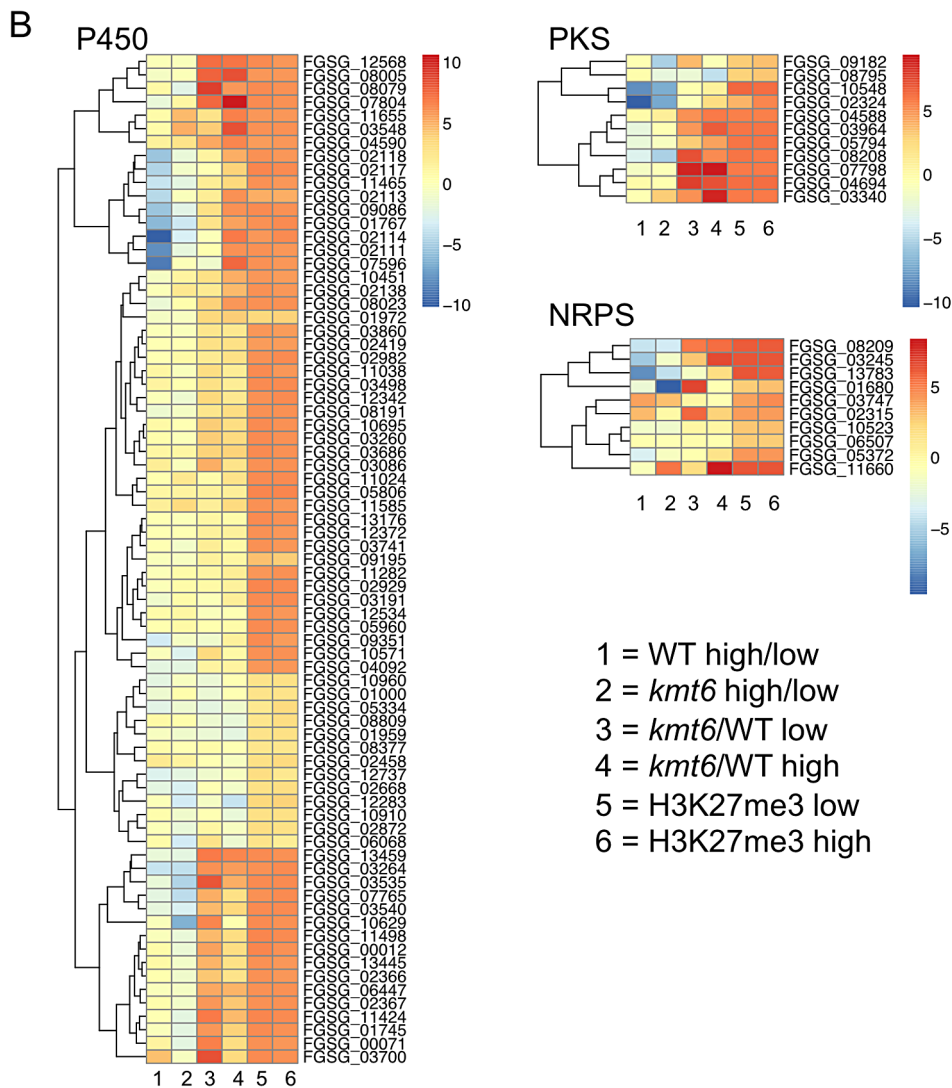 B
P450
FGSG_12568
FGSG_08005
FGSG_08079
FGSG_07804
FGSG_11655
FGSG_03548
FGSG_04590
FGSG_02118
FGSG_02117
FGSG_11465
FGSG_02113
FGSG_09086
FGSG_01767
FGSG_02114
FGSG_02111
FGSG_07596
FGSG_10451
FGSG_02138
FGSG_08023
FGSG_01972
FGSG_03860
FGSG_02419
FGSG_02982
FGSG_11038
FGSG_03498
FGSG_12342
FGSG_08191
FGSG_10695
FGSG_03260
FGSG_03686
FGSG_03086
FGSG_11024
FGSG_05806
FGSG_11585
FGSG_13176
FGSG_12372
FGSG_03741
FGSG_09195
FGSG_11282
FGSG_02929
FGSG_03191
FGSG_12534
FGSG_05960
FGSG_09351
FGSG_10571
FGSG_04092
FGSG_10960
FGSG_01000
FGSG_05334
FGSG_08809
FGSG_01959
FGSG_08377
FGSG_02458
FGSG_12737
FGSG_02668
FGSG_12283
FGSG_10910
FGSG_02872
FGSG_06068
FGSG_13459
FGSG_03264
FGSG_03535
FGSG_07765
FGSG_03540
FGSG_10629
FGSG_11498
FGSG_00012
FGSG_13445
FGSG_02366
FGSG_06447
FGSG_02367
FGSG_11424
FGSG_01745
FGSG_00071
FGSG_03700
1 2 3 4 5 6
10
5
0
−5
−10
PKS
FGSG_09182
FGSG_08795
FGSG_10548
FGSG_02324
FGSG_04588
FGSG_03964
FGSG_05794
FGSG_08208
FGSG_07798
FGSG_04694
FGSG_03340
1 2 3 4 5 6
5
0
−5
−10
NRPS
FGSG_08209
FGSG_03245
FGSG_13783
FGSG_01680
FGSG_03747
FGSG_02315
FGSG_10523
FGSG_06507
FGSG_05372
FGSG_11660
1 2 3 4 5 6
5
0
−5
1 = WT high/low
2 = kmt6 high/low
3 = kmt6/WT low
4 = kmt6/WT high
5 = H3K27me3 low
6 = H3K27me3 high